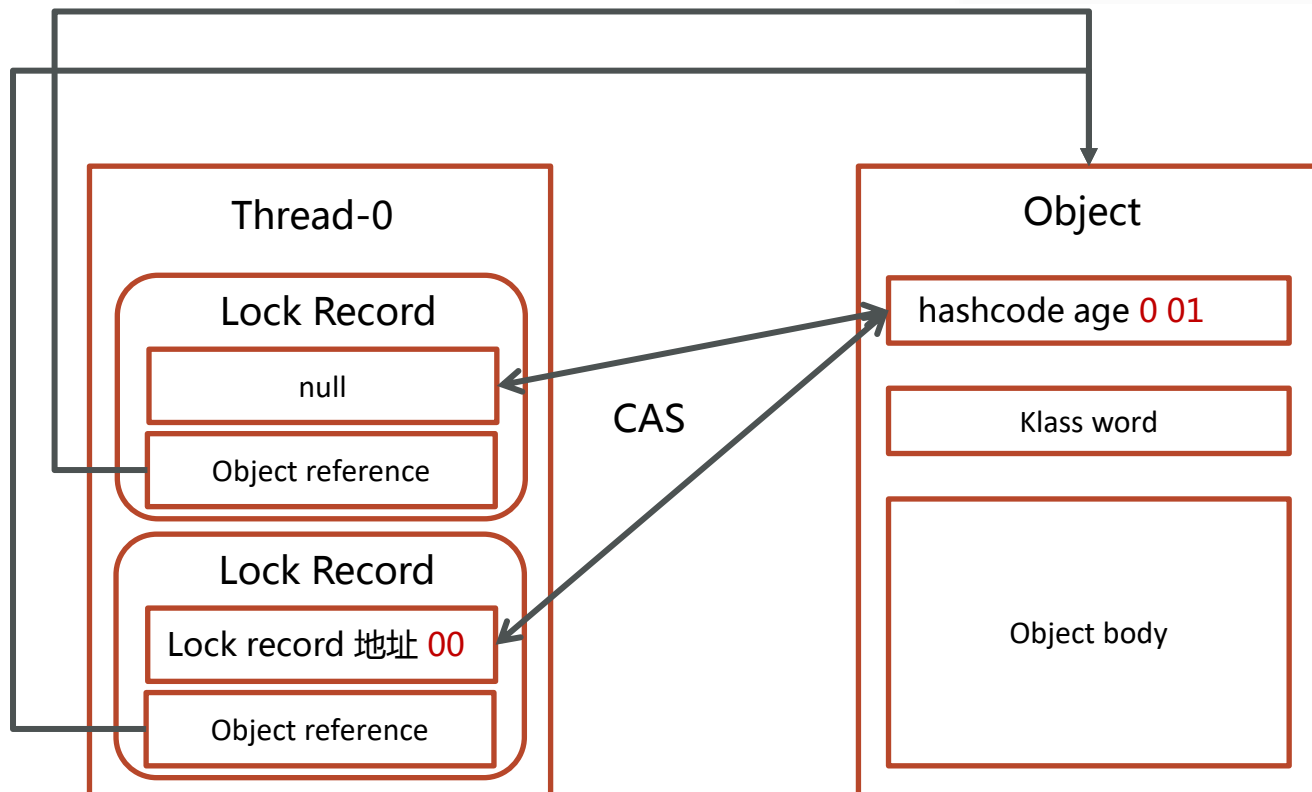 Thread-0
Lock Record
null
Object reference
Lock Record
Lock record 地址 00
Object reference
CAS
Object
hashcode age 0 01
Klass word
Object body